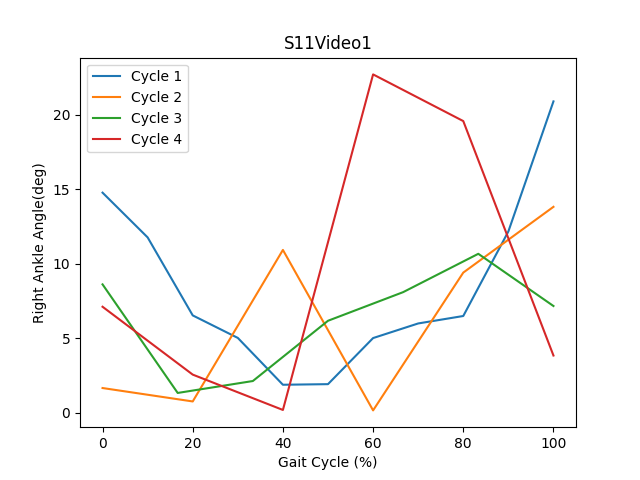 S11Video1
Cycle 1
Cycle 2
Cycle 3
Cycle 4
Right Ankle Angle(deg)
20
15
10
5
0
0 20 40 60 80 100
Gait Cycle (%)